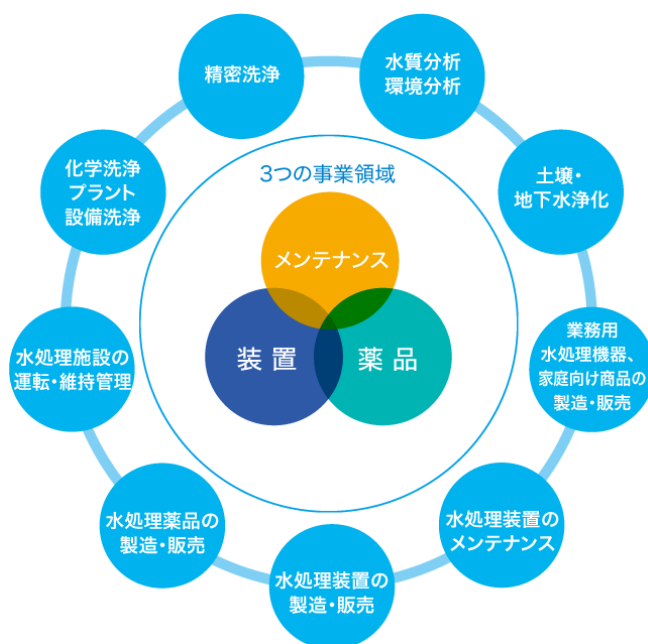 精密洗浄
水質分析
環境分析
化学洗浄
プラント
設備洗浄
土壌・
地下水浄化
3つの事業領域
メンテナンス
装置
薬品
水処理施設の
運転・維持管理
業務用
水処理機器、
家庭向け商品の
製造・販売
水処理薬品の
製造・販売
水処理装置の
メンテナンス
水処理装置の
製造・販売